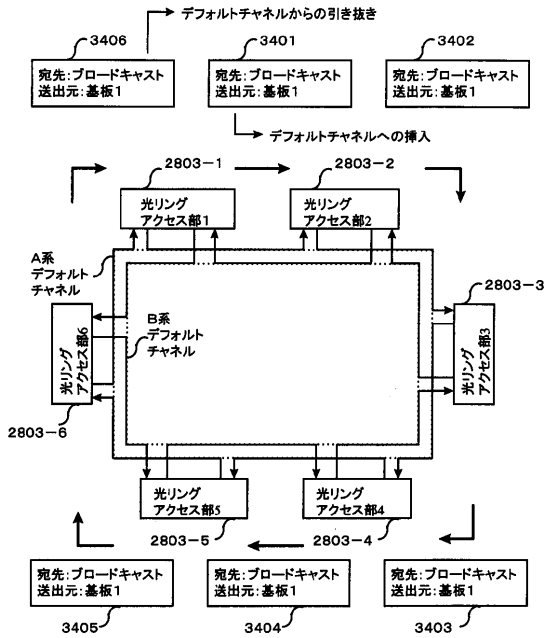 デフォルトチャネルからの引き抜き
3406
3401
3402
宛先:ブロードキャスト
送出元:基板1
宛先:ブロードキャスト
送出元:基板1
宛先:ブロードキャスト
送出元:基板1
デフォルトチャネルへの挿入
2803-1
2803-2
光リング
アクセス部1
光リング
アクセス部2
A系
デフォルト
チャネル
2803-3
B系
デフォルト
チャネル
光リング
アクセス部6
光リング
アクセス部3
2803-6
光リング
アクセス部5
光リング
アクセス部4
2803-5
2803-4
宛先:ブロードキャスト
送出元:基板1
宛先:ブロードキャスト
送出元:基板1
宛先:ブロードキャスト
送出元:基板1
3405
3404
3403